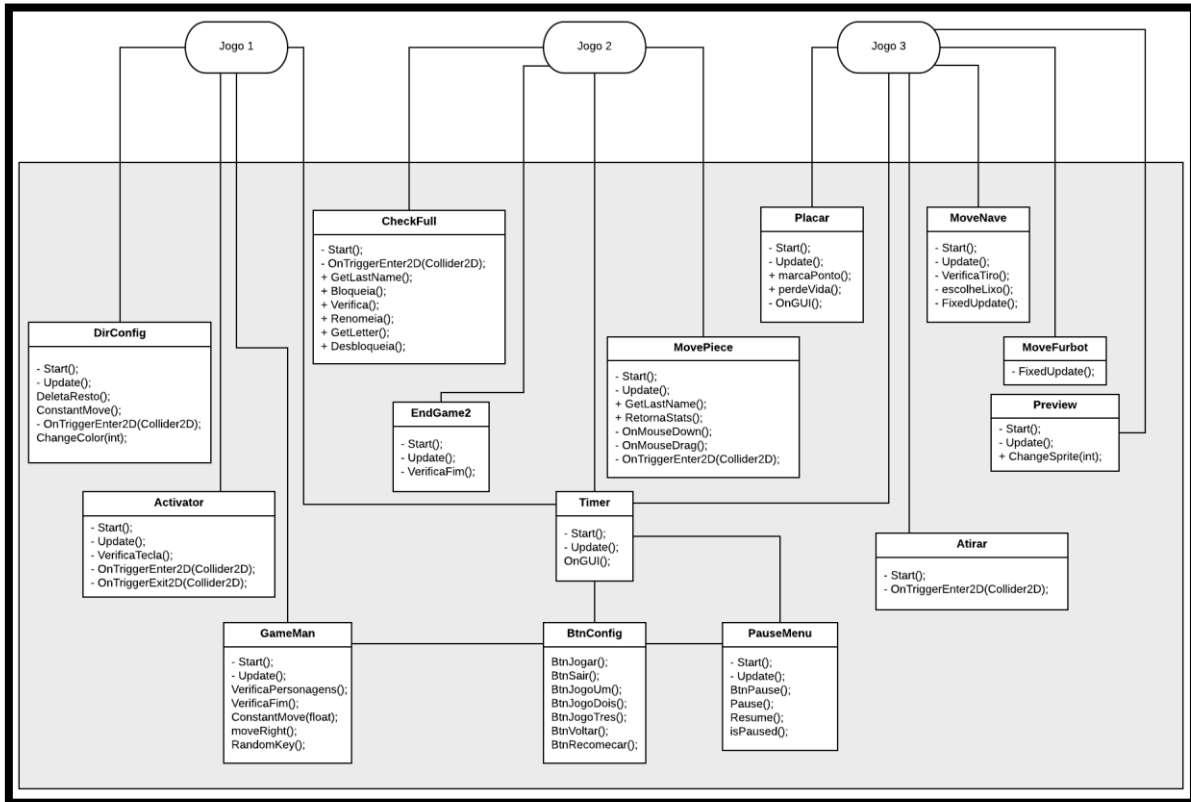 Jogo 1
Jogo 2
Jogo 3
CheckFull
- Start();
- OnTriggerEnter2D(Collider2D);
+ GetLastName();
+ Bloqueia();
+ Verifica();
+ Renomeia();
+ GetLetter();
+ Desbloqueia();
Placar
- Start();
- Update();
+ marcaPonto();
+ perdeVida();
- OnGUI();
MoveNave
- Start();
- Update();
- VerificaTiro();
- escolheLixo();
- FixedUpdate();
DirConfig
- Start();
- Update();
DeletaResto();
ConstantMove();
- OnTriggerEnter2D(Collider2D);
ChangeColor(int);
MovePiece
- Start();
- Update();
+ GetLastName();
+ RetornaStats();
- OnMouseDown();
- OnMouseDrag();
- OnTriggerEnter2D(Collider2D);
MoveFurbot
- FixedUpdate();
EndGame2
- Start();
- Update();
- VerificaFim();
Preview
- Start();
- Update();
+ ChangeSprite(int);
Activator
- Start();
- Update();
- VerificaTecla();
- OnTriggerEnter2D(Collider2D);
- OnTriggerExit2D(Collider2D);
Timer
- Start();
- Update();
OnGUI();
Atirar
- Start();
- OnTriggerEnter2D(Collider2D);
GameMan
- Start();
- Update();
VerificaPersonagens();
VerificaFim();
ConstantMove(float);
moveRight();
RandomKey();
BtnConfig
BtnJogar();
BtnSair();
BtnJogoUm();
BtnJogoDois();
BtnJogoTres();
BtnVoltar();
BtnRecomecar();
PauseMenu
- Start();
- Update();
BtnPause();
Pause();
Resume();
isPaused();